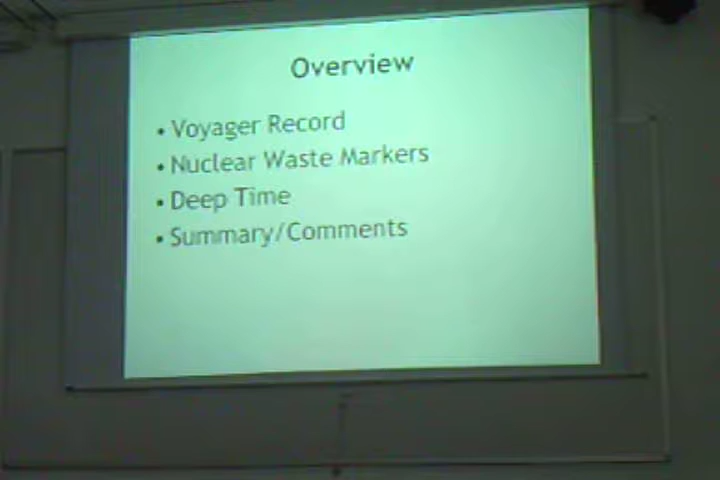 Overview
• Voyager Record
• Nuclear Waste Markers
• Deep Time
• Summary/Comments